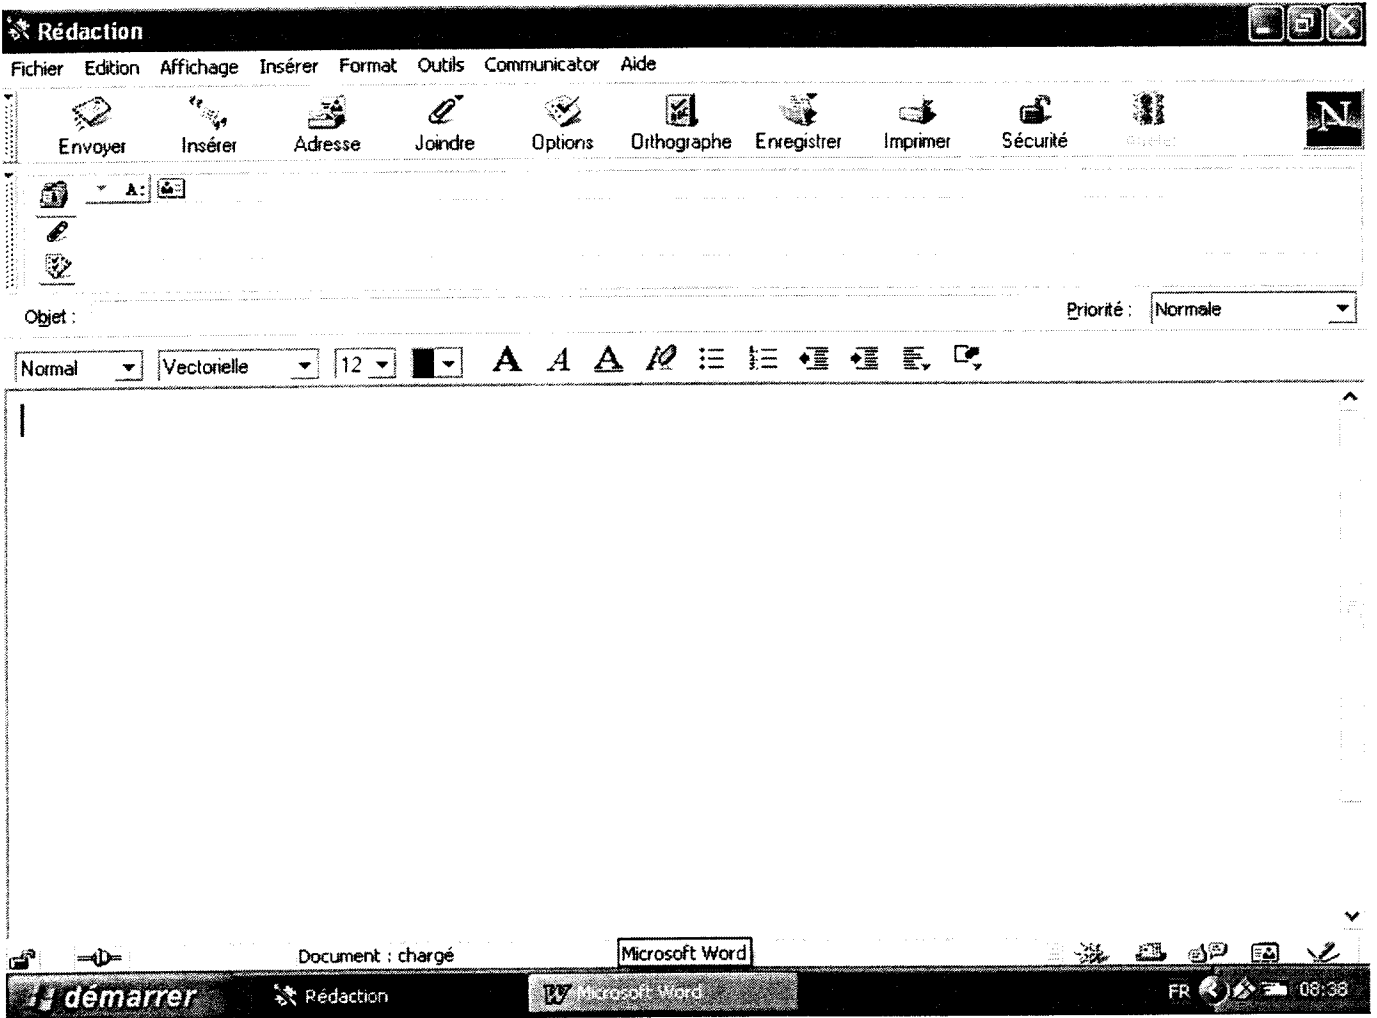 Rédaction
Fichier Edition Affichage Insérer Format Outils Communicator Aide
Envoyer Insérer Adresse Joindre Options Orthographe Enregistrer Imprimer Sécurité
N
A:
Objet : Priorité : Normale
Normal Vectorielle 12 A A A
Document : chargé Microsoft Word
démarrer Rédaction W Microsoft Word FR 08:38